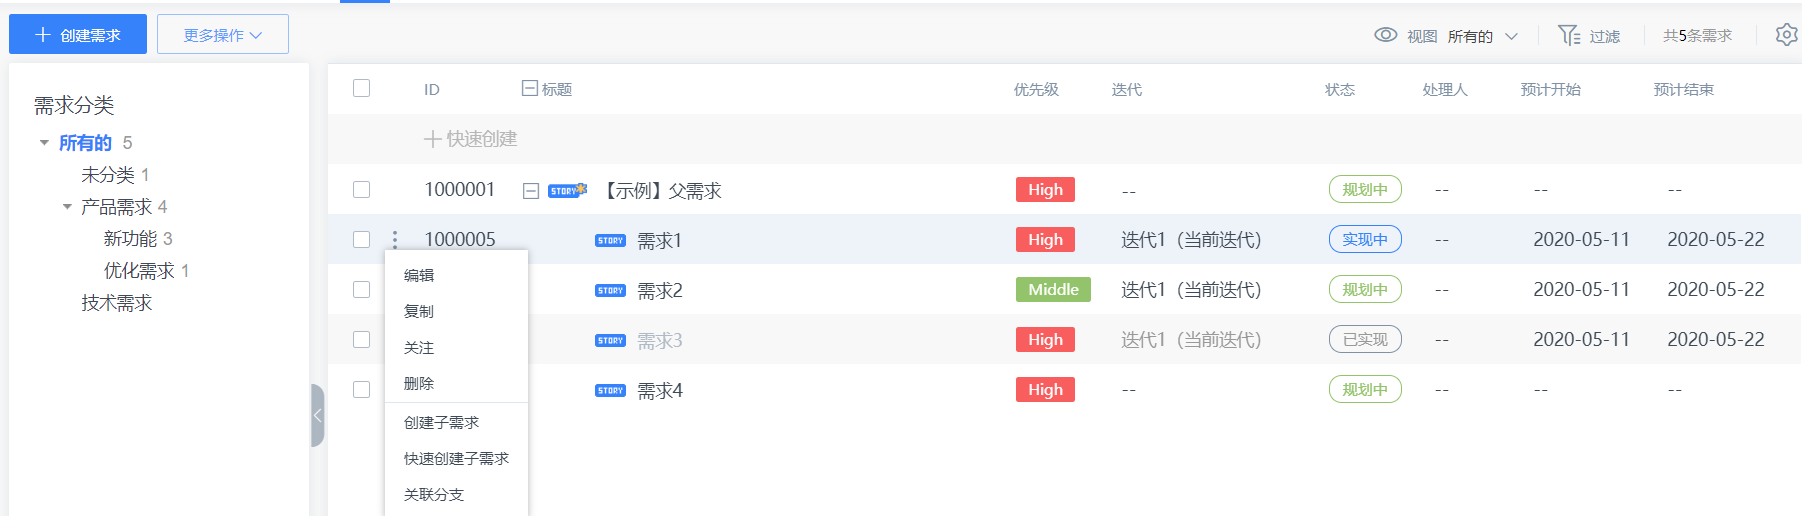 创建需求 更多操作 视图 所有的 过滤 共5条需求
需求分类
所有的 5
未分类 1
产品需求 4
新功能 3
优化需求 1
技术需求
ID 标题 优先级 迭代 状态 处理人 预计开始 预计结束
快速创建
1000001 STORY 【示例】父需求 High -- 规划中 -- -- --
1000005 STORY 需求1 High 迭代1（当前迭代） 实现中 -- 2020-05-11 2020-05-22
STORY 需求2 Middle 迭代1（当前迭代） 规划中 -- 2020-05-11 2020-05-22
STORY 需求3 High 迭代1（当前迭代） 已实现 -- 2020-05-11 2020-05-22
STORY 需求4 High -- 规划中 -- -- --
编辑
复制
关注
删除
创建子需求
快速创建子需求
关联分支